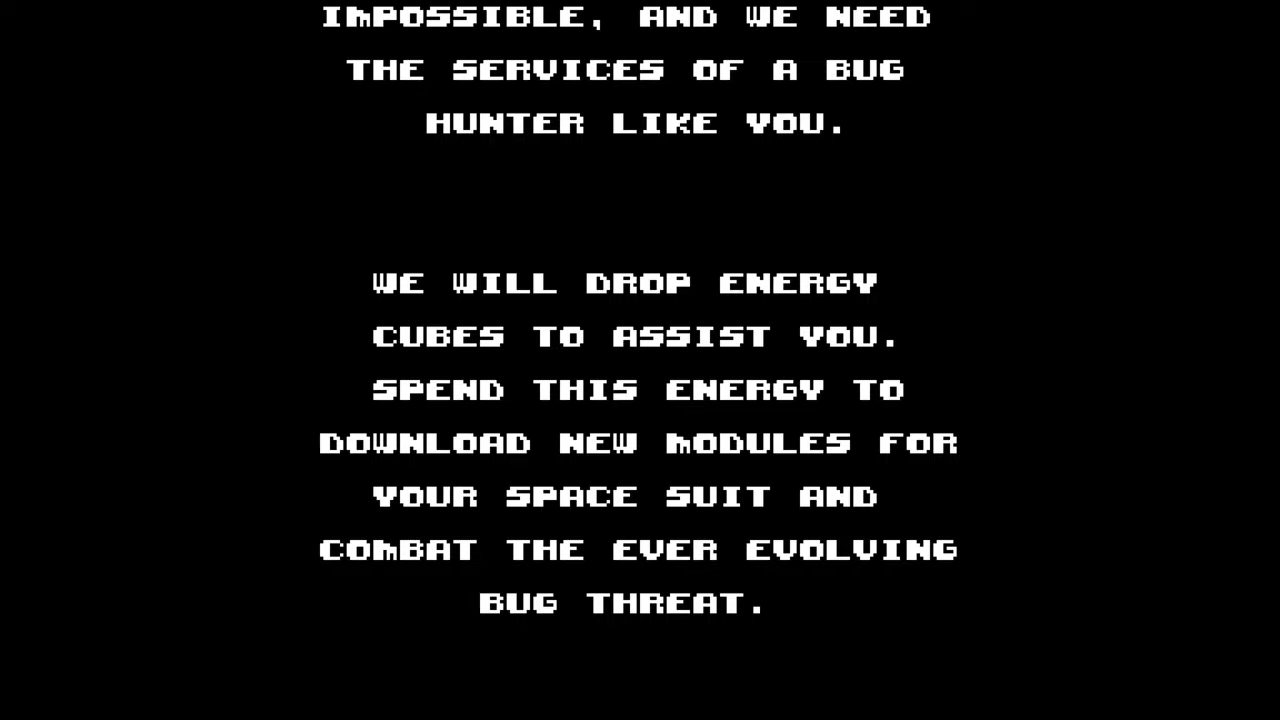 IMPOSSIBLE, AND WE NEED
THE SERVICES OF A BUG
HUNTER LIKE YOU.
WE WILL DROP ENERGY
CUBES TO ASSIST YOU.
SPEND THIS ENERGY TO
DOWNLOAD NEW MODULES FOR
YOUR SPACE SUIT AND
COMBAT THE EVER EVOLVING
BUG THREAT.